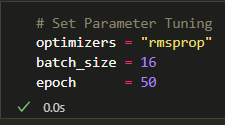 # Set Parameter Tuning
optimizers = "rmsprop"
batch_size = 16
epoch      = 50
✓ 0.0s